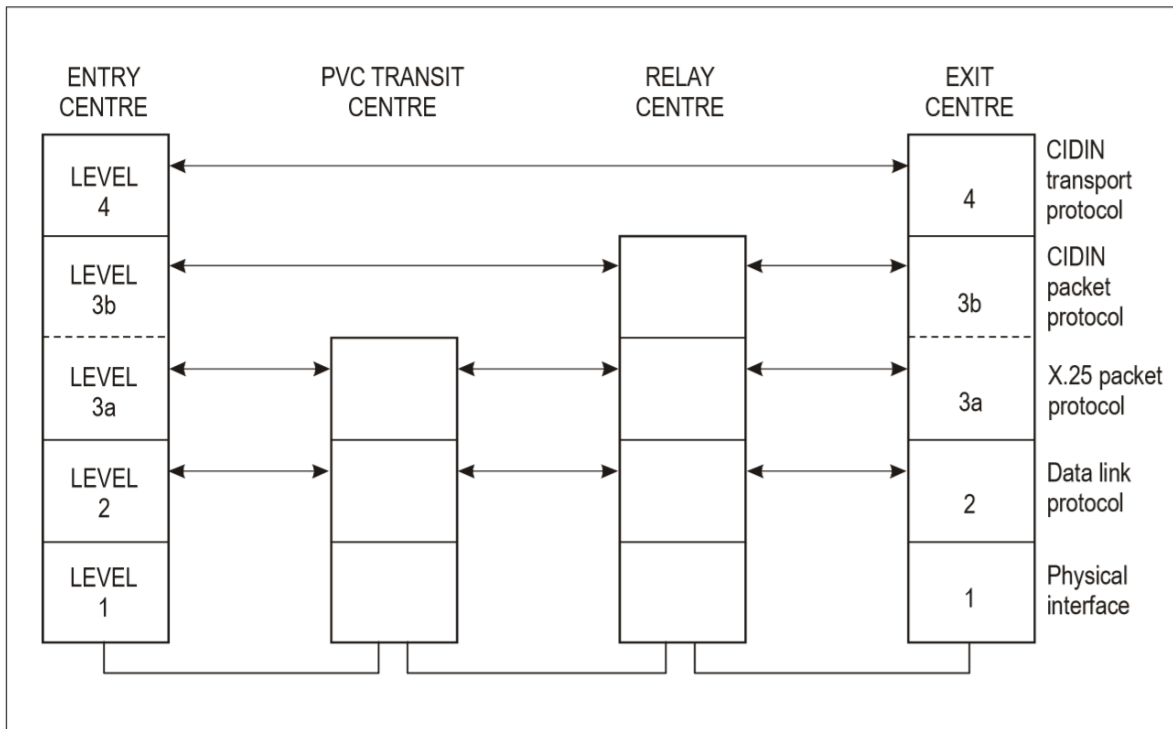 ENTRY
CENTRE
PVC TRANSIT
CENTRE
RELAY
CENTRE
EXIT
CENTRE
LEVEL
4
4
CIDIN
transport
protocol
LEVEL
3b
3b
CIDIN
packet
protocol
LEVEL
3a
3a
X.25 packet
protocol
LEVEL
2
2
Data link
protocol
LEVEL
1
1
Physical
interface